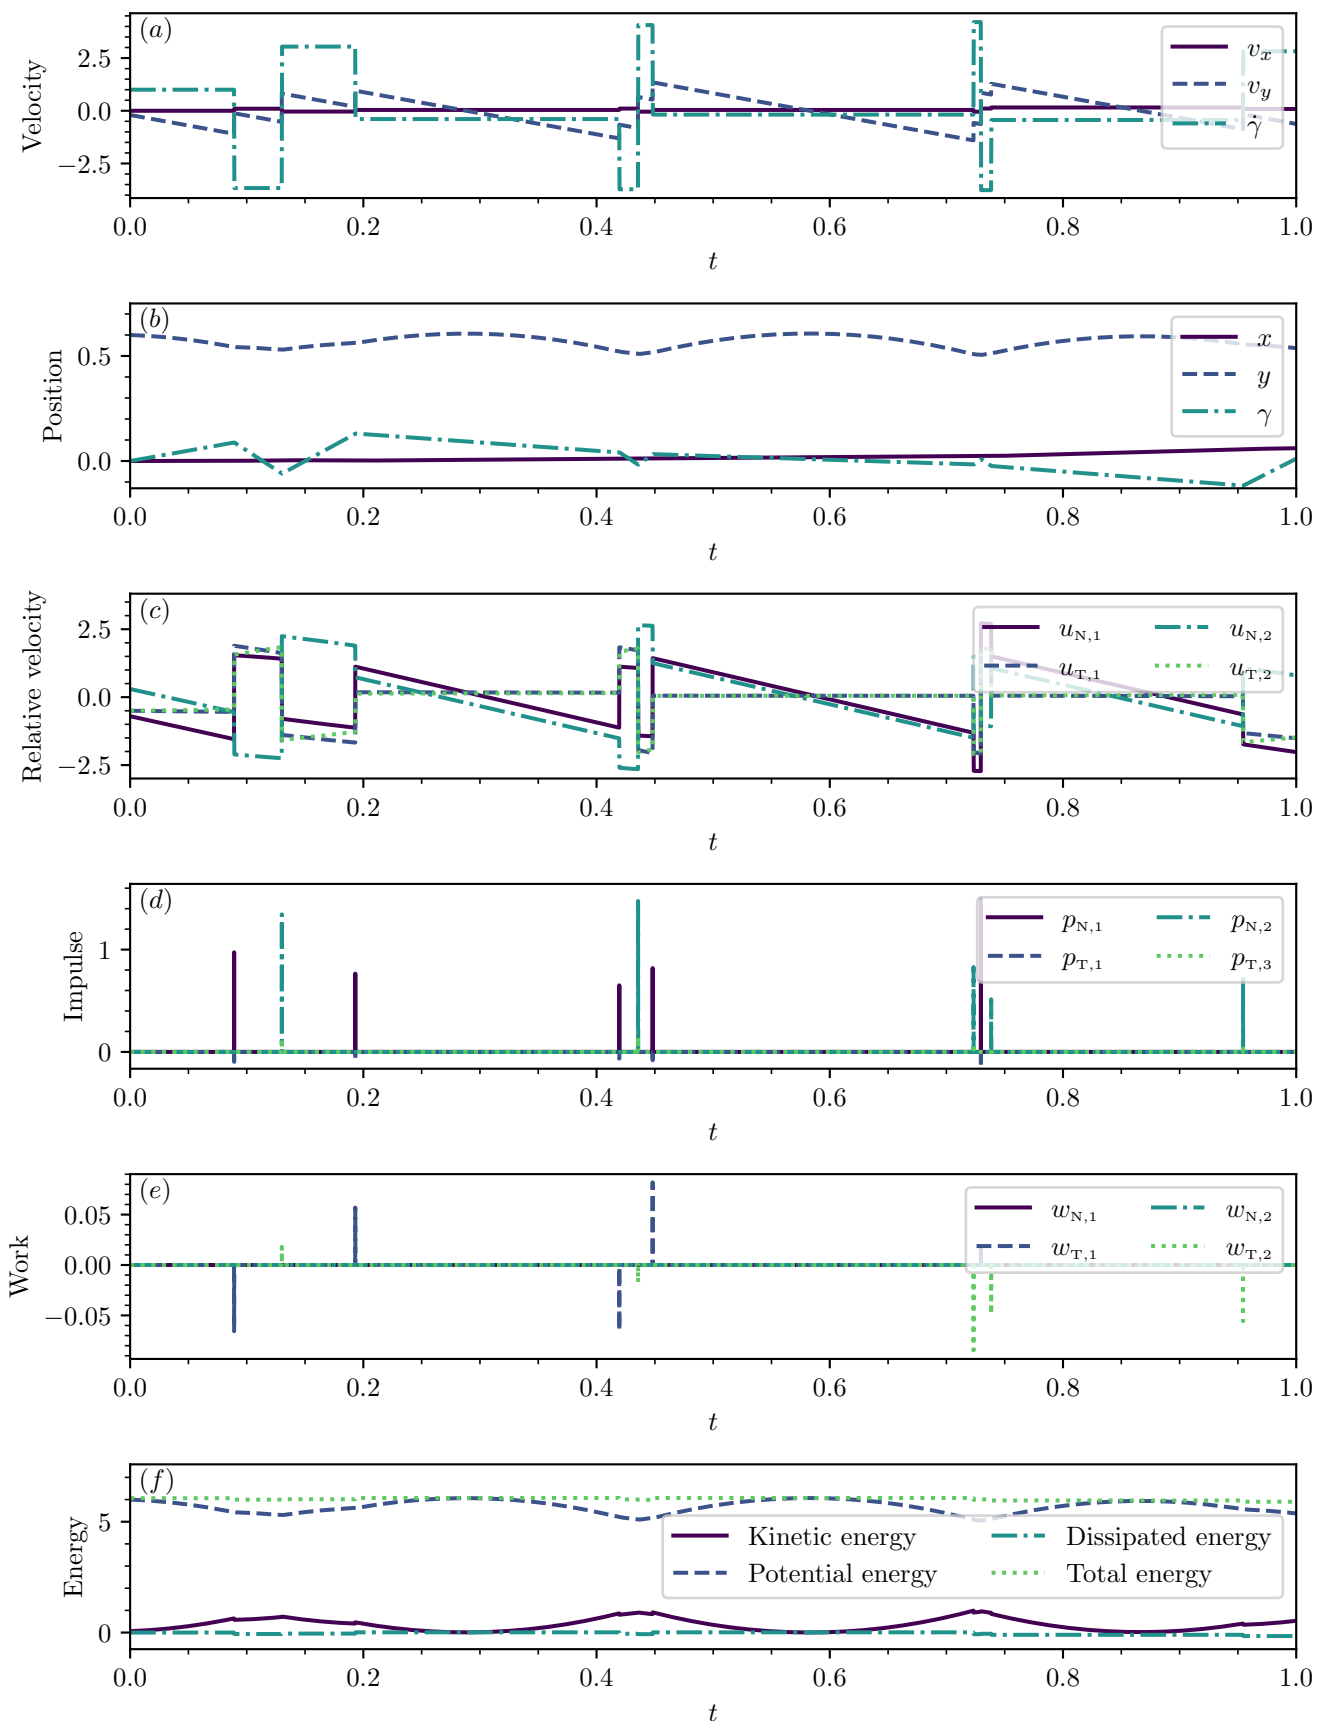 (a)
Velocity
2.5
0.0
−2.5
v_x
v_y
γ̇
0.0 0.2 0.4 0.6 0.8 1.0
t
(b)
Position
0.5
0.0
x
y
γ
0.0 0.2 0.4 0.6 0.8 1.0
t
(c)
Relative velocity
2.5
0.0
−2.5
u_N,1 u_N,2
u_T,1 u_T,2
0.0 0.2 0.4 0.6 0.8 1.0
t
(d)
Impulse
1
0
p_N,1 p_N,2
p_T,1 p_T,3
0.0 0.2 0.4 0.6 0.8 1.0
t
(e)
Work
0.05
0.00
−0.05
w_N,1 w_N,2
w_T,1 w_T,2
0.0 0.2 0.4 0.6 0.8 1.0
t
(f)
Energy
5
0
Kinetic energy Dissipated energy
Potential energy Total energy
0.0 0.2 0.4 0.6 0.8 1.0
t